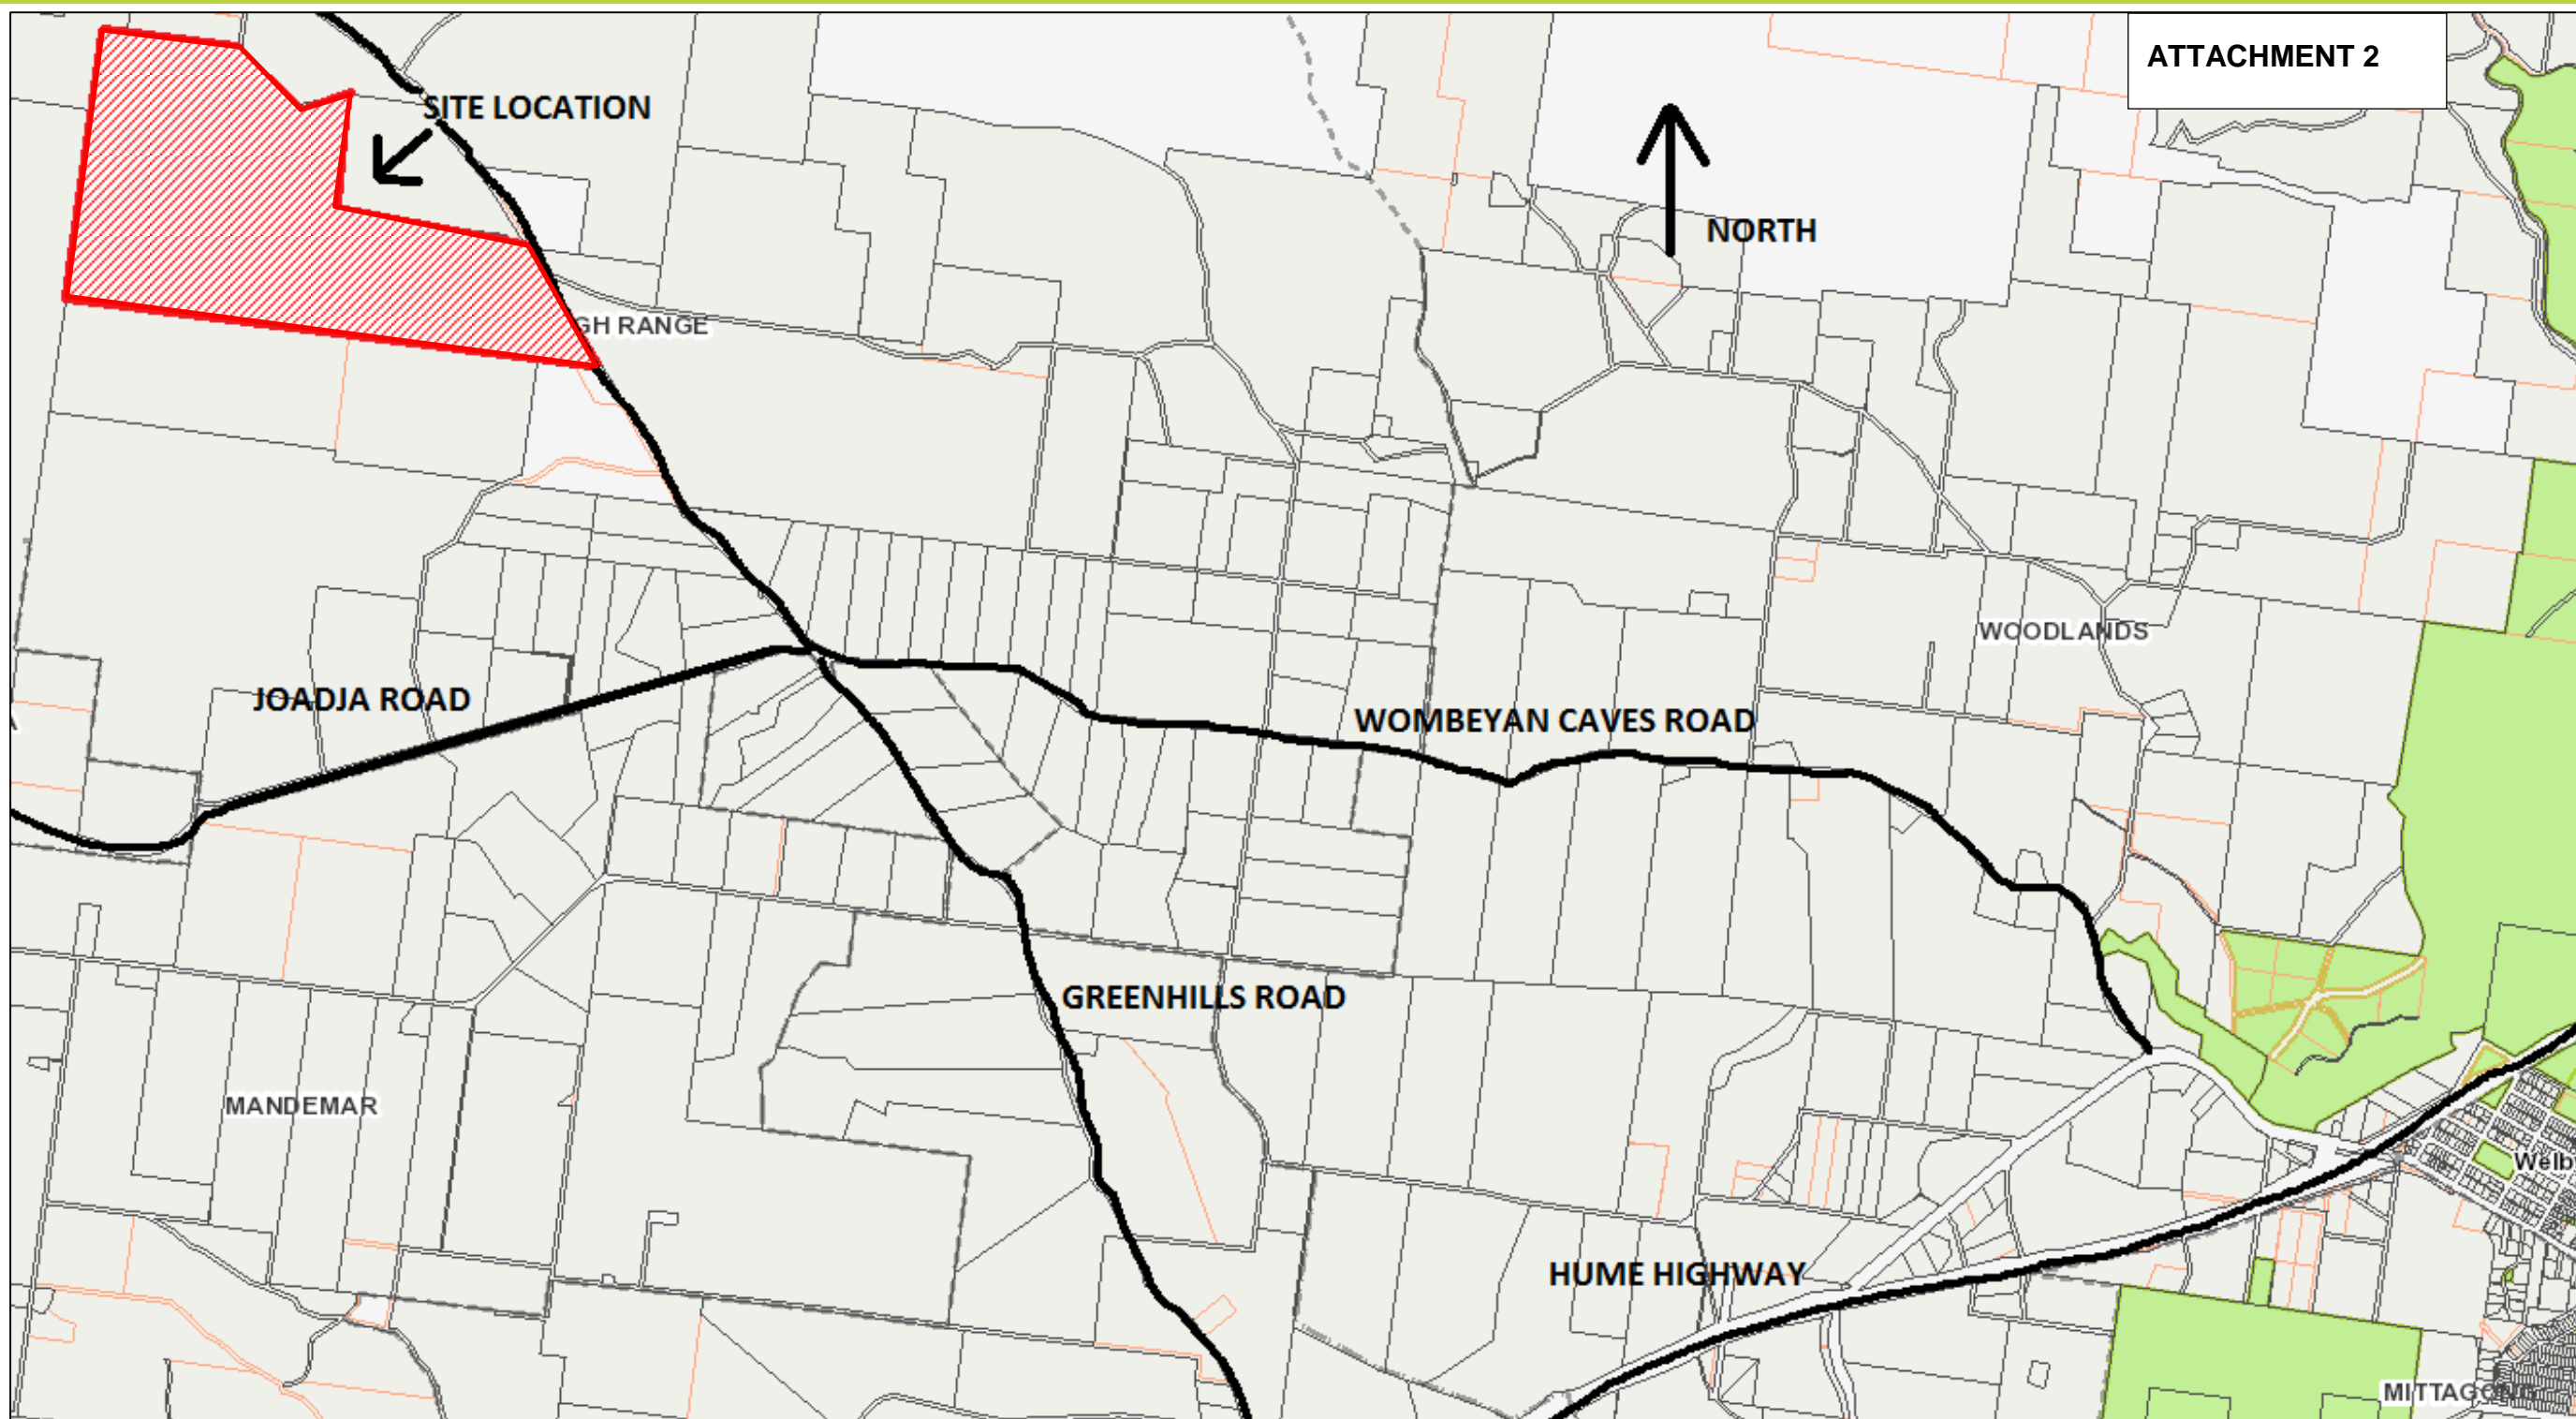 ATTACHMENT 2
SITE LOCATION
NORTH
GH RANGE
WOODLANDS
JOADJA ROAD
WOMBEYAN CAVES ROAD
GREENHILLS ROAD
MANDEMAR
Welb
HUME HIGHWAY
MITTAGONG